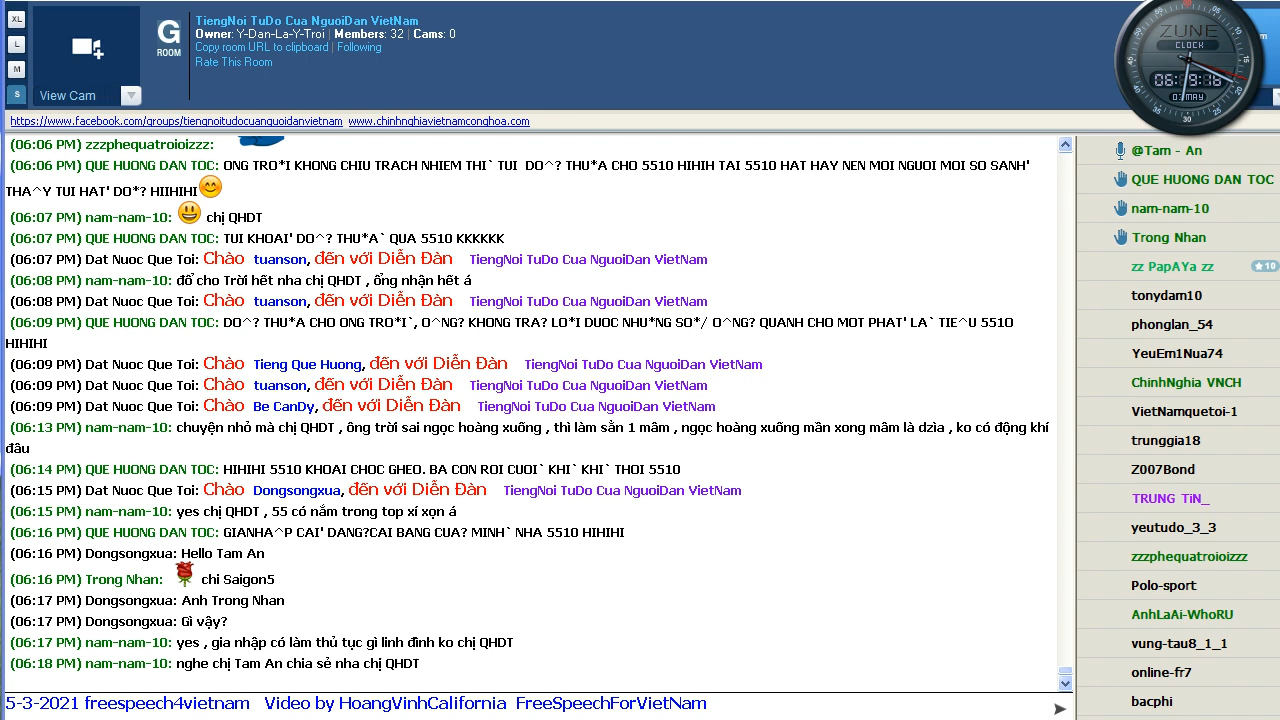 XL
L
M
S
View Cam
G
ROOM
TiengNoi TuDo Cua NguoiDan VietNam
Owner: Y-Dan-La-Y-Troi | Members: 32 | Cams: 0
Copy room URL to clipboard | Following
Rate This Room
ZUNE
CLOCK
03 MAY
https://www.facebook.com/groups/tiengnoitudocuanguoidanvietnam www.chinhnghiavietnamconghoa.com
(06:06 PM) zzzphequatroioizzz:
(06:06 PM) QUE HUONG DAN TOC: ONG TRO*I KHONG CHIU TRACH NHIEM THI` TUI DO^? THU*A CHO 5510 HIHIH TAI 5510 HAT HAY NEN MOI NGUOI MOI SO SANH'
THA^Y TUI HAT' DO*? HIIHIHI
(06:07 PM) nam-nam-10: chị QHDT
(06:07 PM) QUE HUONG DAN TOC: TUI KHOAI' DO^? THU*A` QUA 5510 KKKKKK
(06:07 PM) Dat Nuoc Que Toi: Chào tuanson, đến với Diễn Đàn TiengNoi TuDo Cua NguoiDan VietNam
(06:08 PM) nam-nam-10: đổ cho Trời hết nha chị QHDT , ổng nhận hết á
(06:08 PM) Dat Nuoc Que Toi: Chào tuanson, đến với Diễn Đàn TiengNoi TuDo Cua NguoiDan VietNam
(06:09 PM) QUE HUONG DAN TOC: DO^? THU*A CHO ONG TRO*I`, O^NG? KHONG TRA? LO*I DUOC NHU*NG SO*/ O^NG? QUANH CHO MOT PHAT' LA` TIE^U 5510
HIHIHI
(06:09 PM) Dat Nuoc Que Toi: Chào Tieng Que Huong, đến với Diễn Đàn TiengNoi TuDo Cua NguoiDan VietNam
(06:09 PM) Dat Nuoc Que Toi: Chào tuanson, đến với Diễn Đàn TiengNoi TuDo Cua NguoiDan VietNam
(06:09 PM) Dat Nuoc Que Toi: Chào Be CanDy, đến với Diễn Đàn TiengNoi TuDo Cua NguoiDan VietNam
(06:13 PM) nam-nam-10: chuyện nhỏ mà chị QHDT , ông trời sai ngọc hoàng xuống , thì làm sẳn 1 mâm , ngọc hoàng xuống mần xong mâm là dzìa , ko có động khí
đâu
(06:14 PM) QUE HUONG DAN TOC: HIHIHI 5510 KHOAI CHOC GHEO. BA CON ROI CUOI` KHI` KHI` THOI 5510
(06:15 PM) Dat Nuoc Que Toi: Chào Dongsongxua, đến với Diễn Đàn TiengNoi TuDo Cua NguoiDan VietNam
(06:15 PM) nam-nam-10: yes chị QHDT , 55 có nằm trong top xí xọn á
(06:16 PM) QUE HUONG DAN TOC: GIANHA^P CAI' DANG?CAI BANG CUA? MINH` NHA 5510 HIHIHI
(06:16 PM) Dongsongxua: Hello Tam An
(06:16 PM) Trong Nhan: chi Saigon5
(06:17 PM) Dongsongxua: Anh Trong Nhan
(06:17 PM) Dongsongxua: Gì vậy?
(06:17 PM) nam-nam-10: yes , gia nhập có làm thủ tục gì linh đình ko chị QHDT
(06:18 PM) nam-nam-10: nghe chị Tam An chia sẻ nha chị QHDT
@Tam - An
QUE HUONG DAN TOC
nam-nam-10
Trong Nhan
zz PapAYa zz ★10
tonydam10
phonglan_54
YeuEm1Nua74
ChinhNghia VNCH
VietNamquetoi-1
trunggia18
Z007Bond
TRUNG TiN_
yeutudo_3_3
zzzphequatroioizzz
Polo-sport
AnhLaAi-WhoRU
vung-tau8_1_1
online-fr7
bacphi
5-3-2021 freespeech4vietnam Video by HoangVinhCalifornia FreeSpeechForVietNam